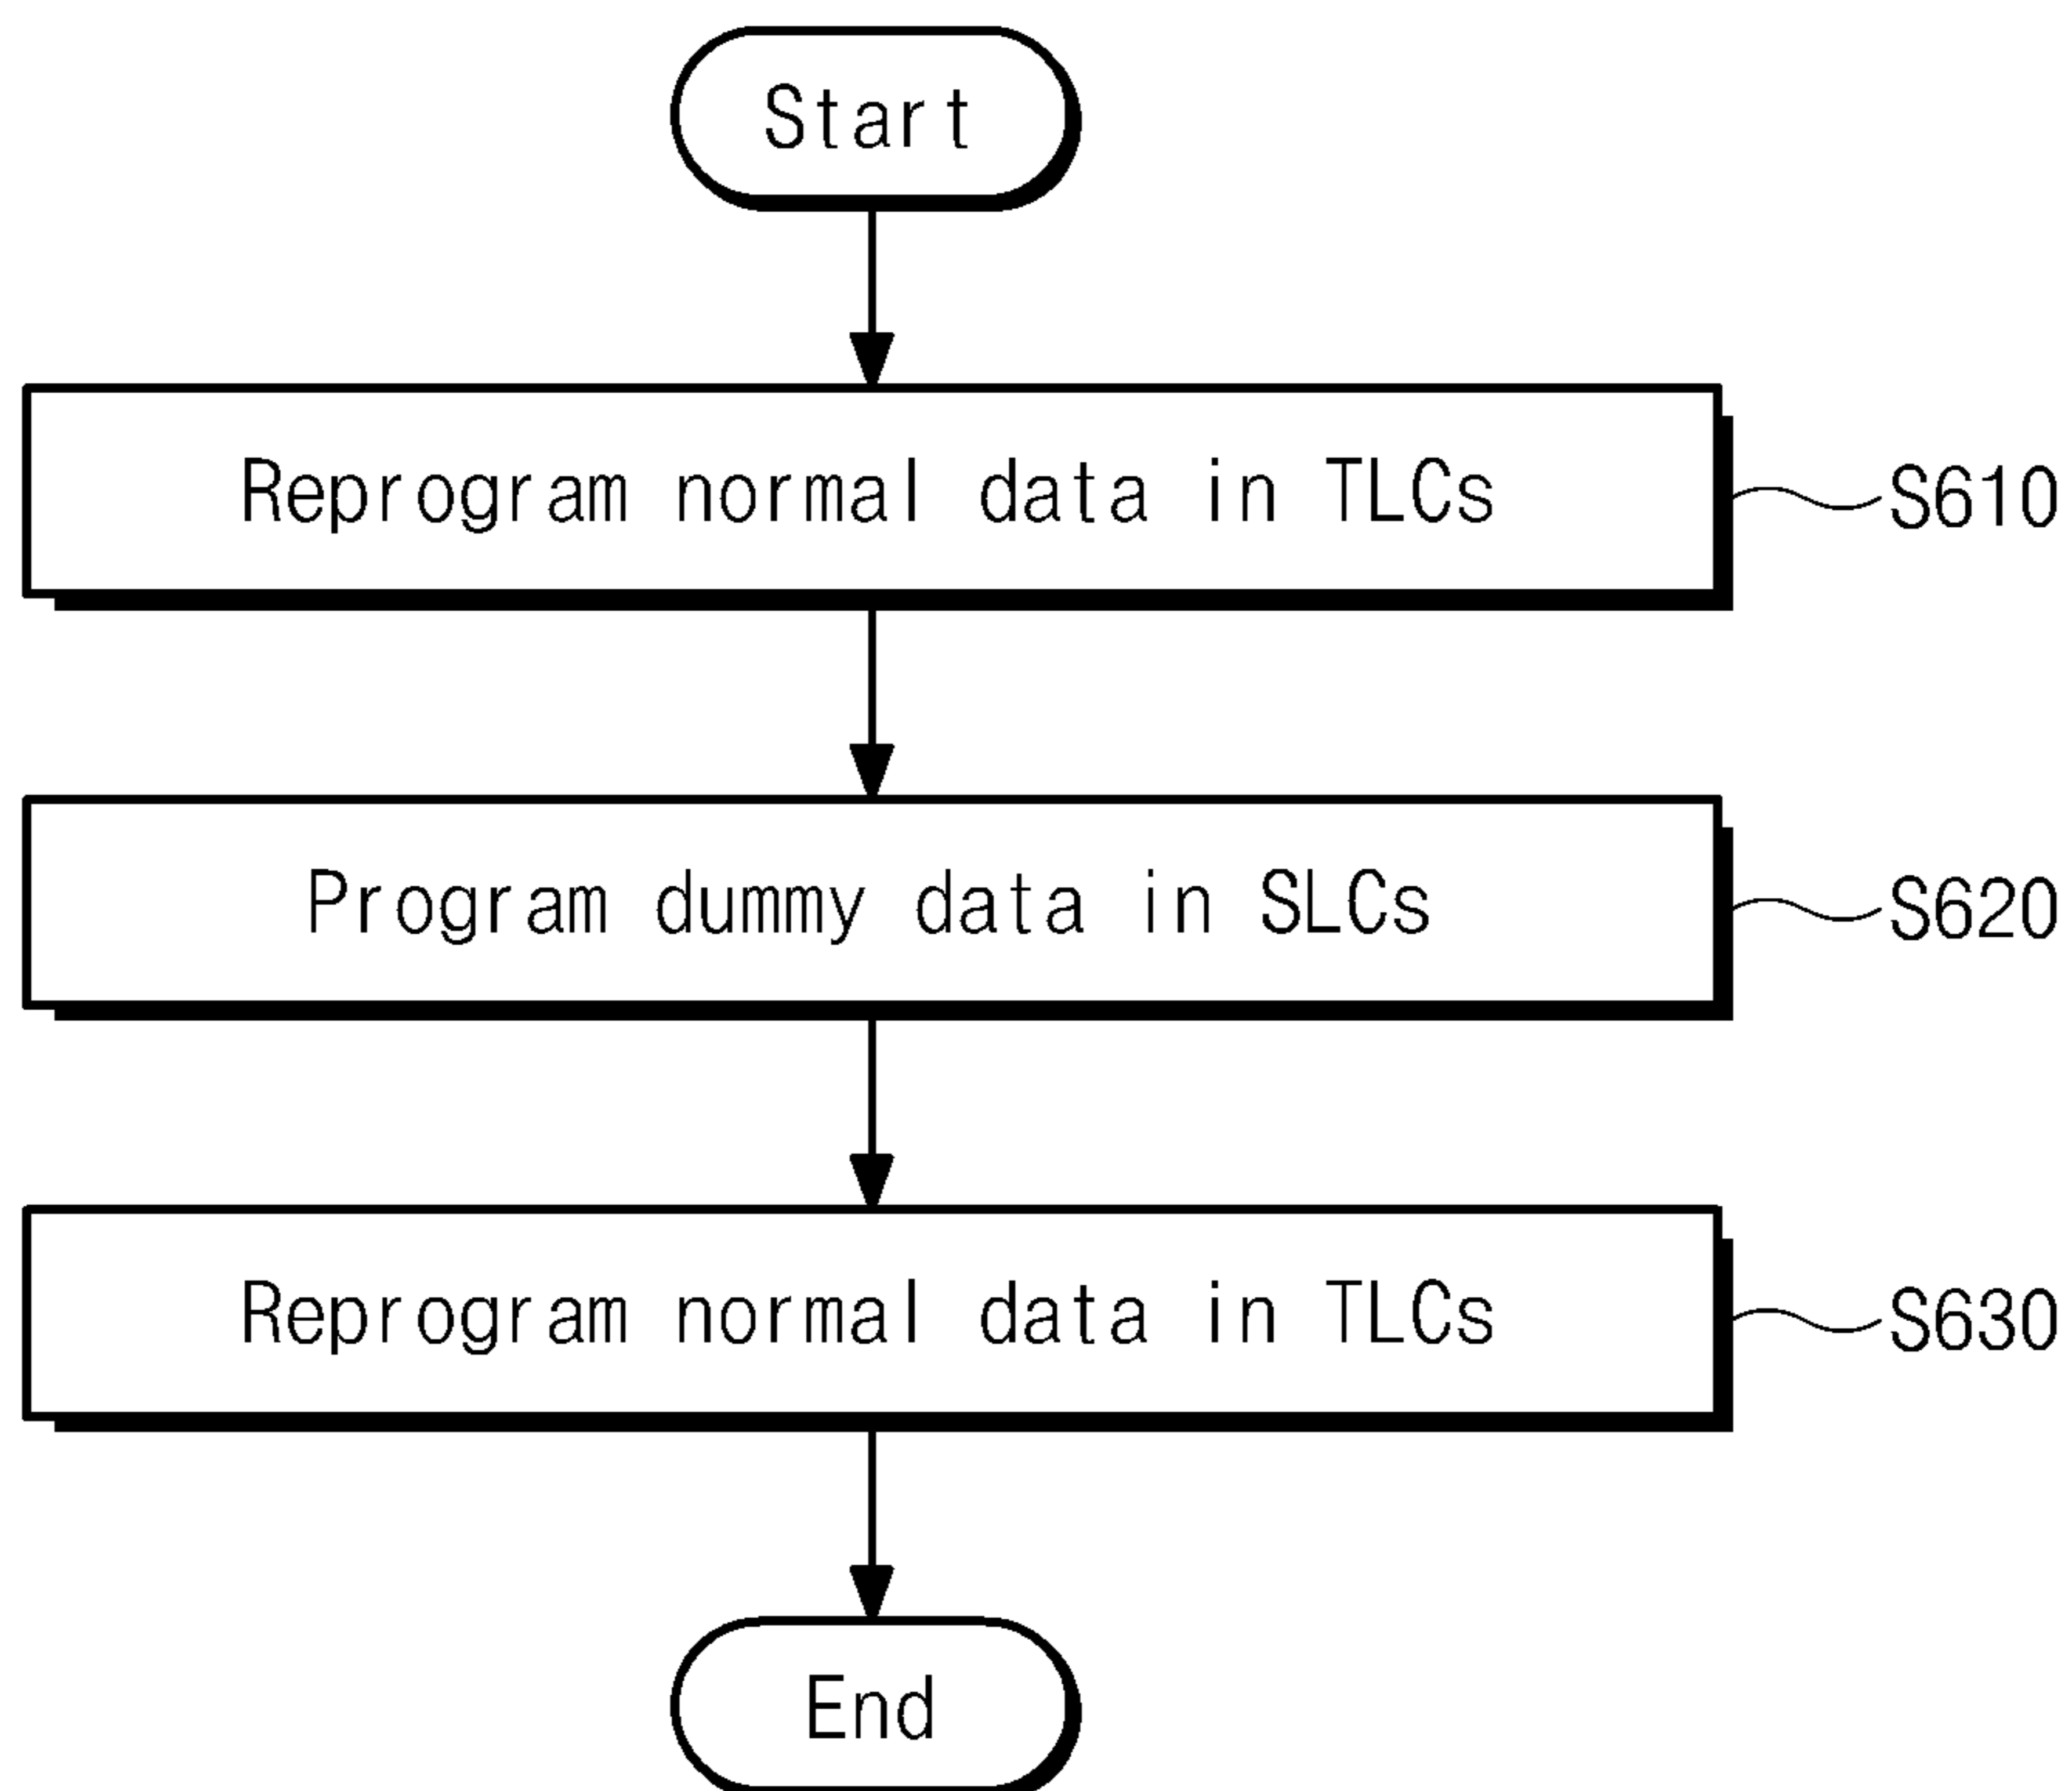 Start
Reprogram normal data in TLCs
S610
Program dummy data in SLCs
S620
Reprogram normal data in TLCs
S630
End